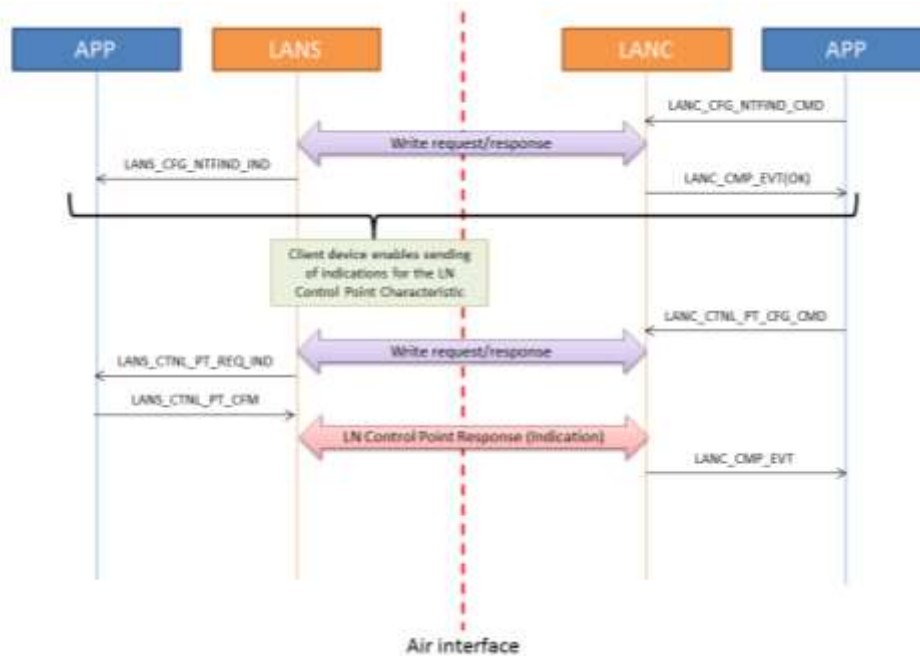 APP
LANS
LANC
APP
LANC_CFG_NTFIND_CMD
Write request/response
LANS_CFG_NTFIND_IND
LANC_CMP_EVT(OK)
Client device enables sending
of indications for the LN
Control Point Characteristic
LANC_CTNL_PT_CFG_CMD
Write request/response
LANS_CTNL_PT_REQ_IND
LANS_CTNL_PT_CFM
LN Control Point Response (Indication)
LANC_CMP_EVT
Air interface